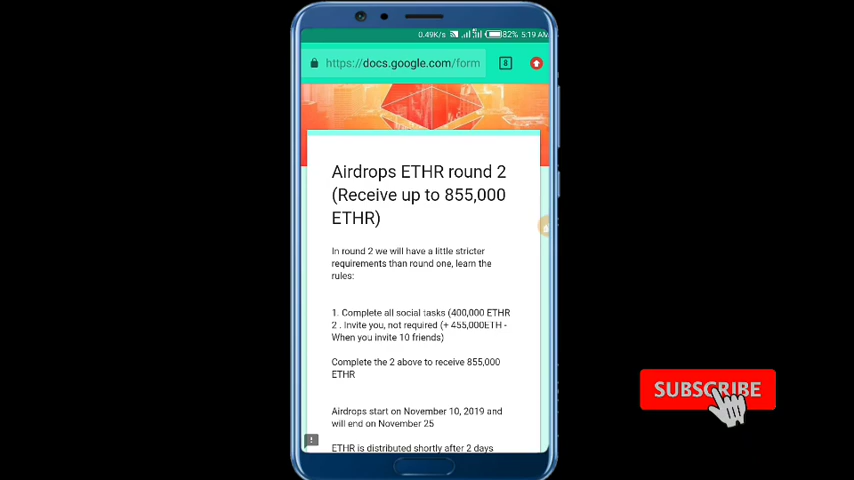 0.49K/s 82% 5:19 AM
https://docs.google.com/form 8
Airdrops ETHR round 2
(Receive up to 855,000
ETHR)
In round 2 we will have a little stricter
requirements than round one, learn the
rules:
1. Complete all social tasks (400,000 ETHR
2 . Invite you, not required (+ 455,000ETH -
When you invite 10 friends)
Complete the 2 above to receive 855,000
ETHR
Airdrops start on November 10, 2019 and
will end on November 25
ETHR is distributed shortly after 2 days
SUBSCRIBE